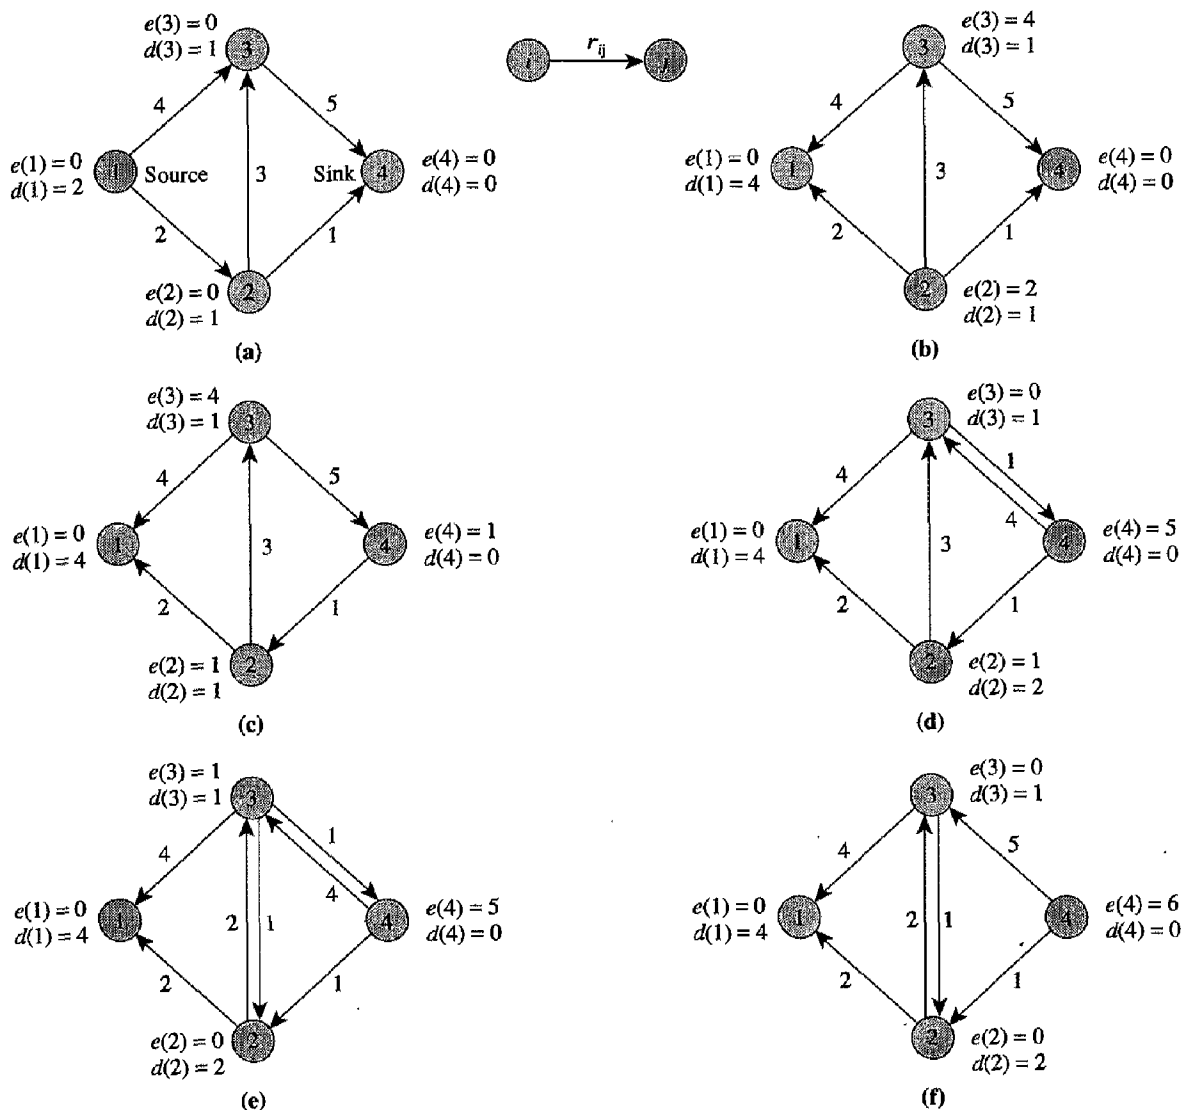 e(3) = 0
d(3) = 1
3
4
5
e(1) = 0
d(1) = 2
1
Source
3
Sink
4
e(4) = 0
d(4) = 0
2
1
e(2) = 0
d(2) = 1
2
(a)
i
rij
j
e(3) = 4
d(3) = 1
3
4
5
e(1) = 0
d(1) = 4
1
3
4
e(4) = 0
d(4) = 0
2
1
2
e(2) = 2
d(2) = 1
(b)
e(3) = 4
d(3) = 1
3
4
5
e(1) = 0
d(1) = 4
1
3
4
e(4) = 1
d(4) = 0
2
1
e(2) = 1
d(2) = 1
2
(c)
3
e(3) = 0
d(3) = 1
4
1
4
e(1) = 0
d(1) = 4
1
3
4
e(4) = 5
d(4) = 0
2
1
2
e(2) = 1
d(2) = 2
(d)
e(3) = 1
d(3) = 1
3
4
1
4
e(1) = 0
d(1) = 4
1
2
1
4
e(4) = 5
d(4) = 0
2
1
e(2) = 0
d(2) = 2
2
(e)
3
e(3) = 0
d(3) = 1
4
5
e(1) = 0
d(1) = 4
1
2
1
4
e(4) = 6
d(4) = 0
2
1
2
e(2) = 0
d(2) = 2
(f)